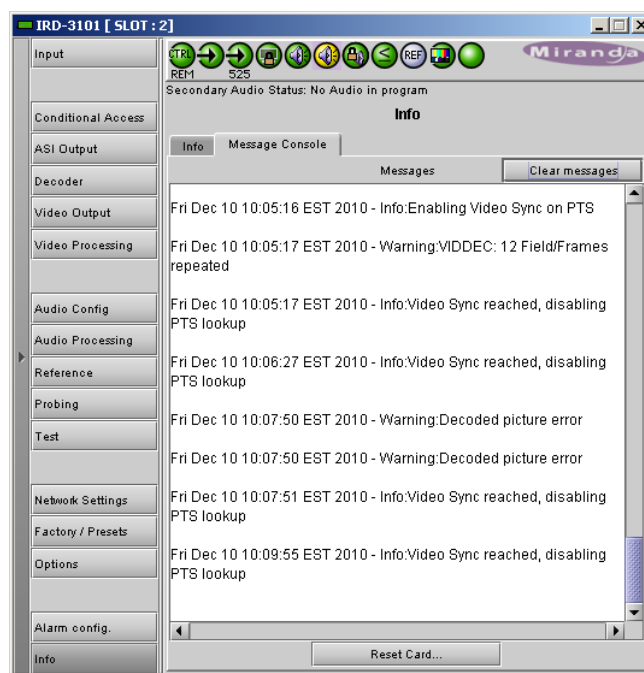 IRD-3101 [ SLOT : 2]
Input
Conditional Access
ASI Output
Decoder
Video Output
Video Processing
Audio Config
Audio Processing
Reference
Probing
Test
Network Settings
Factory / Presets
Options
Alarm config.
Info
CTRL
REM
525
REF
Miranda
Secondary Audio Status: No Audio in program
Info
Info
Message Console
Messages
Clear messages
Fri Dec 10 10:05:16 EST 2010 - Info:Enabling Video Sync on PTS
Fri Dec 10 10:05:17 EST 2010 - Warning:VIDDEC: 12 Field/Frames
repeated
Fri Dec 10 10:05:17 EST 2010 - Info:Video Sync reached, disabling
PTS lookup
Fri Dec 10 10:06:27 EST 2010 - Info:Video Sync reached, disabling
PTS lookup
Fri Dec 10 10:07:50 EST 2010 - Warning:Decoded picture error
Fri Dec 10 10:07:50 EST 2010 - Warning:Decoded picture error
Fri Dec 10 10:07:51 EST 2010 - Info:Video Sync reached, disabling
PTS lookup
Fri Dec 10 10:09:55 EST 2010 - Info:Video Sync reached, disabling
PTS lookup
Reset Card...